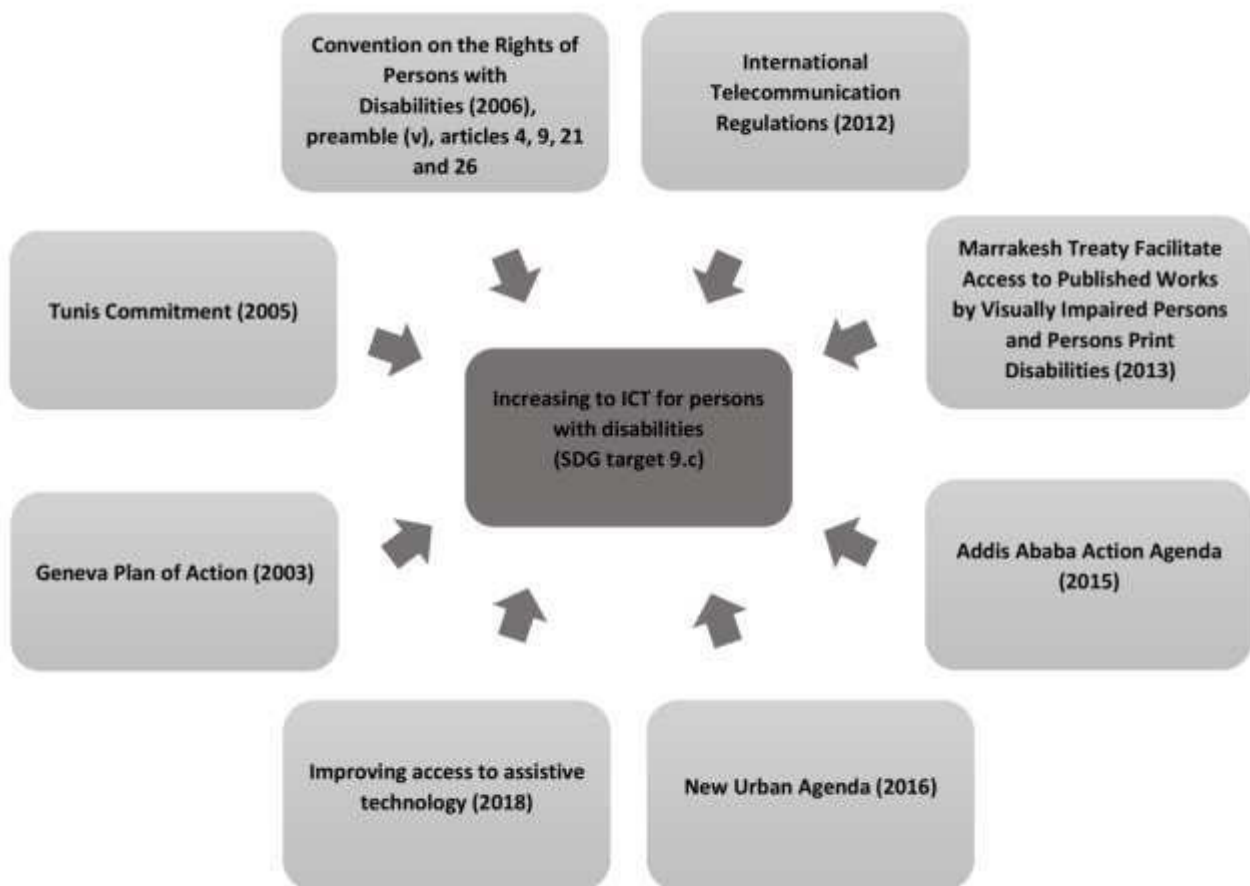 Convention on the Rights of
Persons with
Disabilities (2006),
preamble (v), articles 4, 9, 21
and 26
International
Telecommunication
Regulations (2012)
Tunis Commitment (2005)
Marrakesh Treaty Facilitate
Access to Published Works
by Visually Impaired Persons
and Persons Print
Disabilities (2013)
Increasing to ICT for persons
with disabilities
(SDG target 9.c)
Geneva Plan of Action (2003)
Addis Ababa Action Agenda
(2015)
Improving access to assistive
technology (2018)
New Urban Agenda (2016)